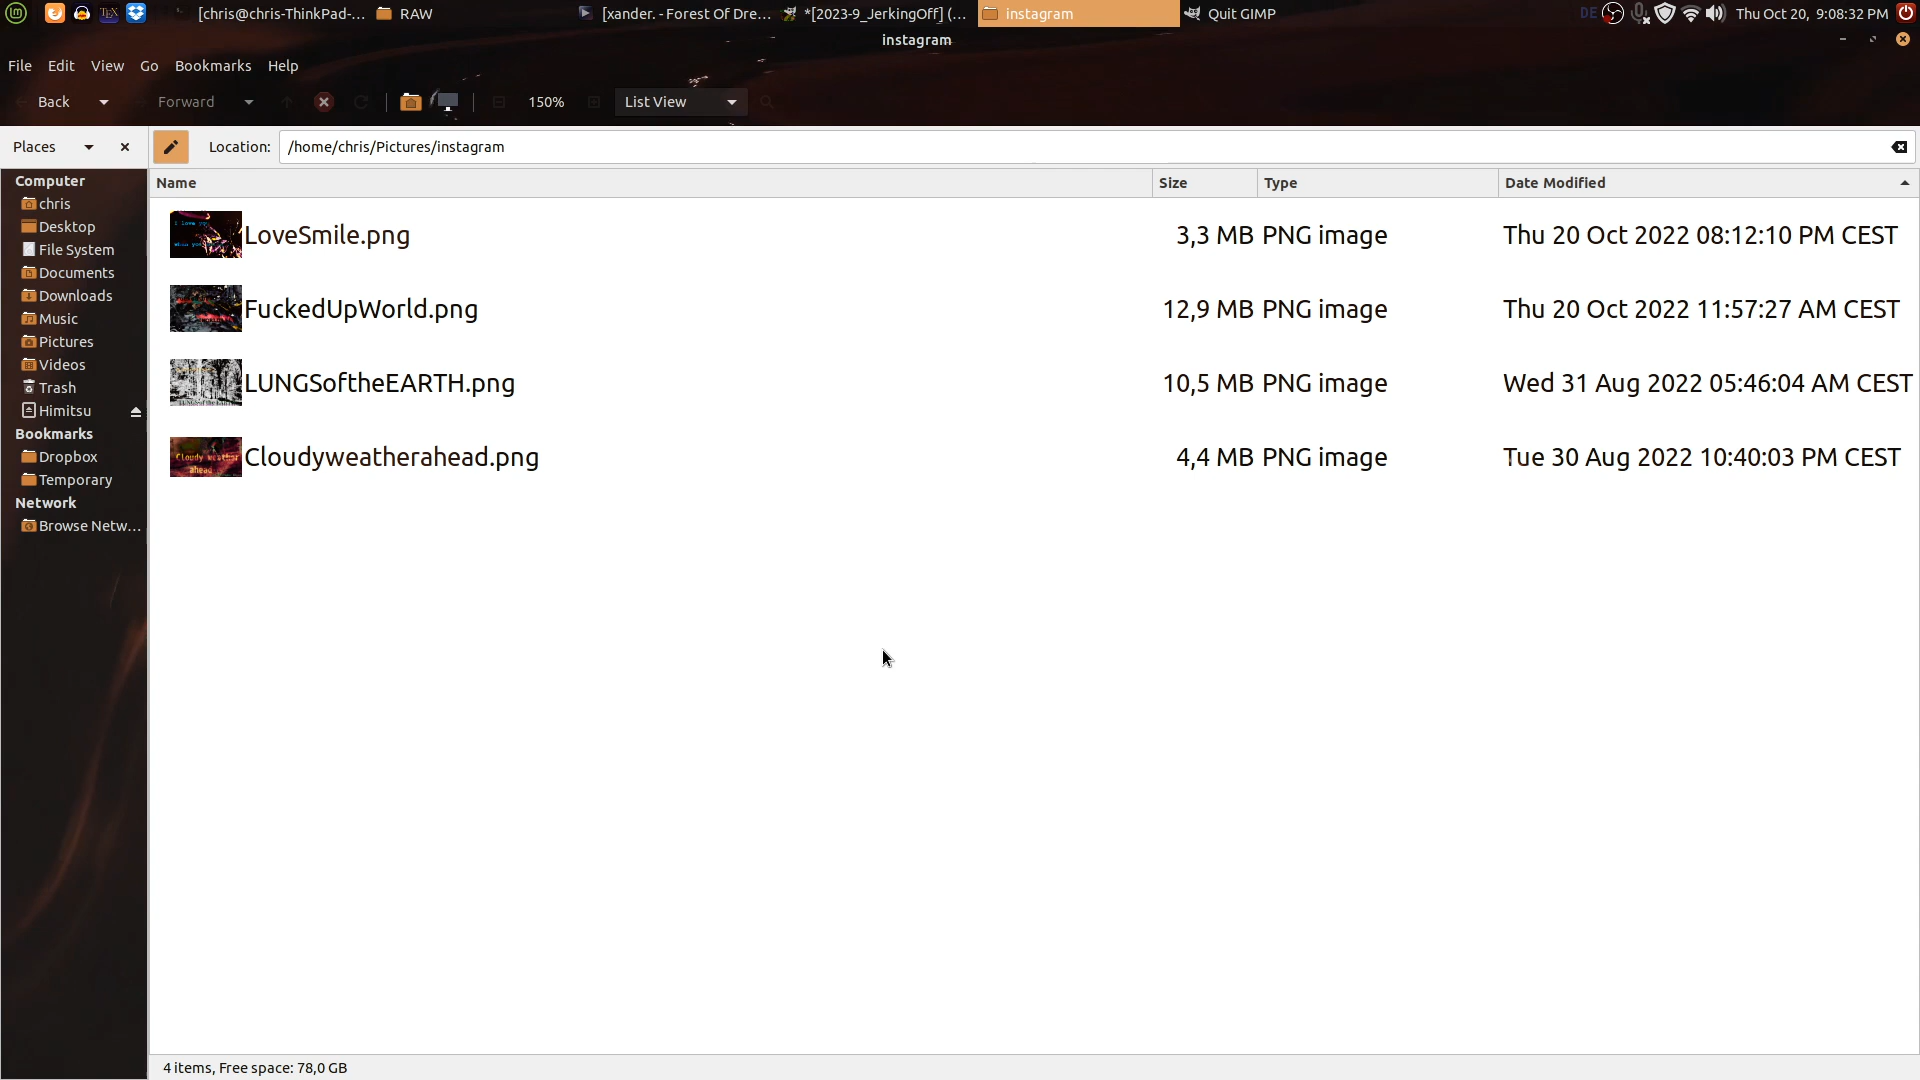 [chris@chris-ThinkPad-... RAW [xander. - Forest Of Dre... *[2023-9_JerkingOff] (... instagram Quit GIMP DE Thu Oct 20, 9:08:32 PM
instagram
File Edit View Go Bookmarks Help
Back Forward 150% List View
Places Location: /home/chris/Pictures/instagram
Name Size Type Date Modified
Computer
chris
Desktop
File System
Documents
Downloads
Music
Pictures
Videos
Trash
Himitsu
Bookmarks
Dropbox
Temporary
Network
Browse Netw...
LoveSmile.png 3,3 MB PNG image Thu 20 Oct 2022 08:12:10 PM CEST
FuckedUpWorld.png 12,9 MB PNG image Thu 20 Oct 2022 11:57:27 AM CEST
LUNGSoftheEARTH.png 10,5 MB PNG image Wed 31 Aug 2022 05:46:04 AM CEST
Cloudy weather
ahead
Cloudyweatherahead.png 4,4 MB PNG image Tue 30 Aug 2022 10:40:03 PM CEST
4 items, Free space: 78,0 GB